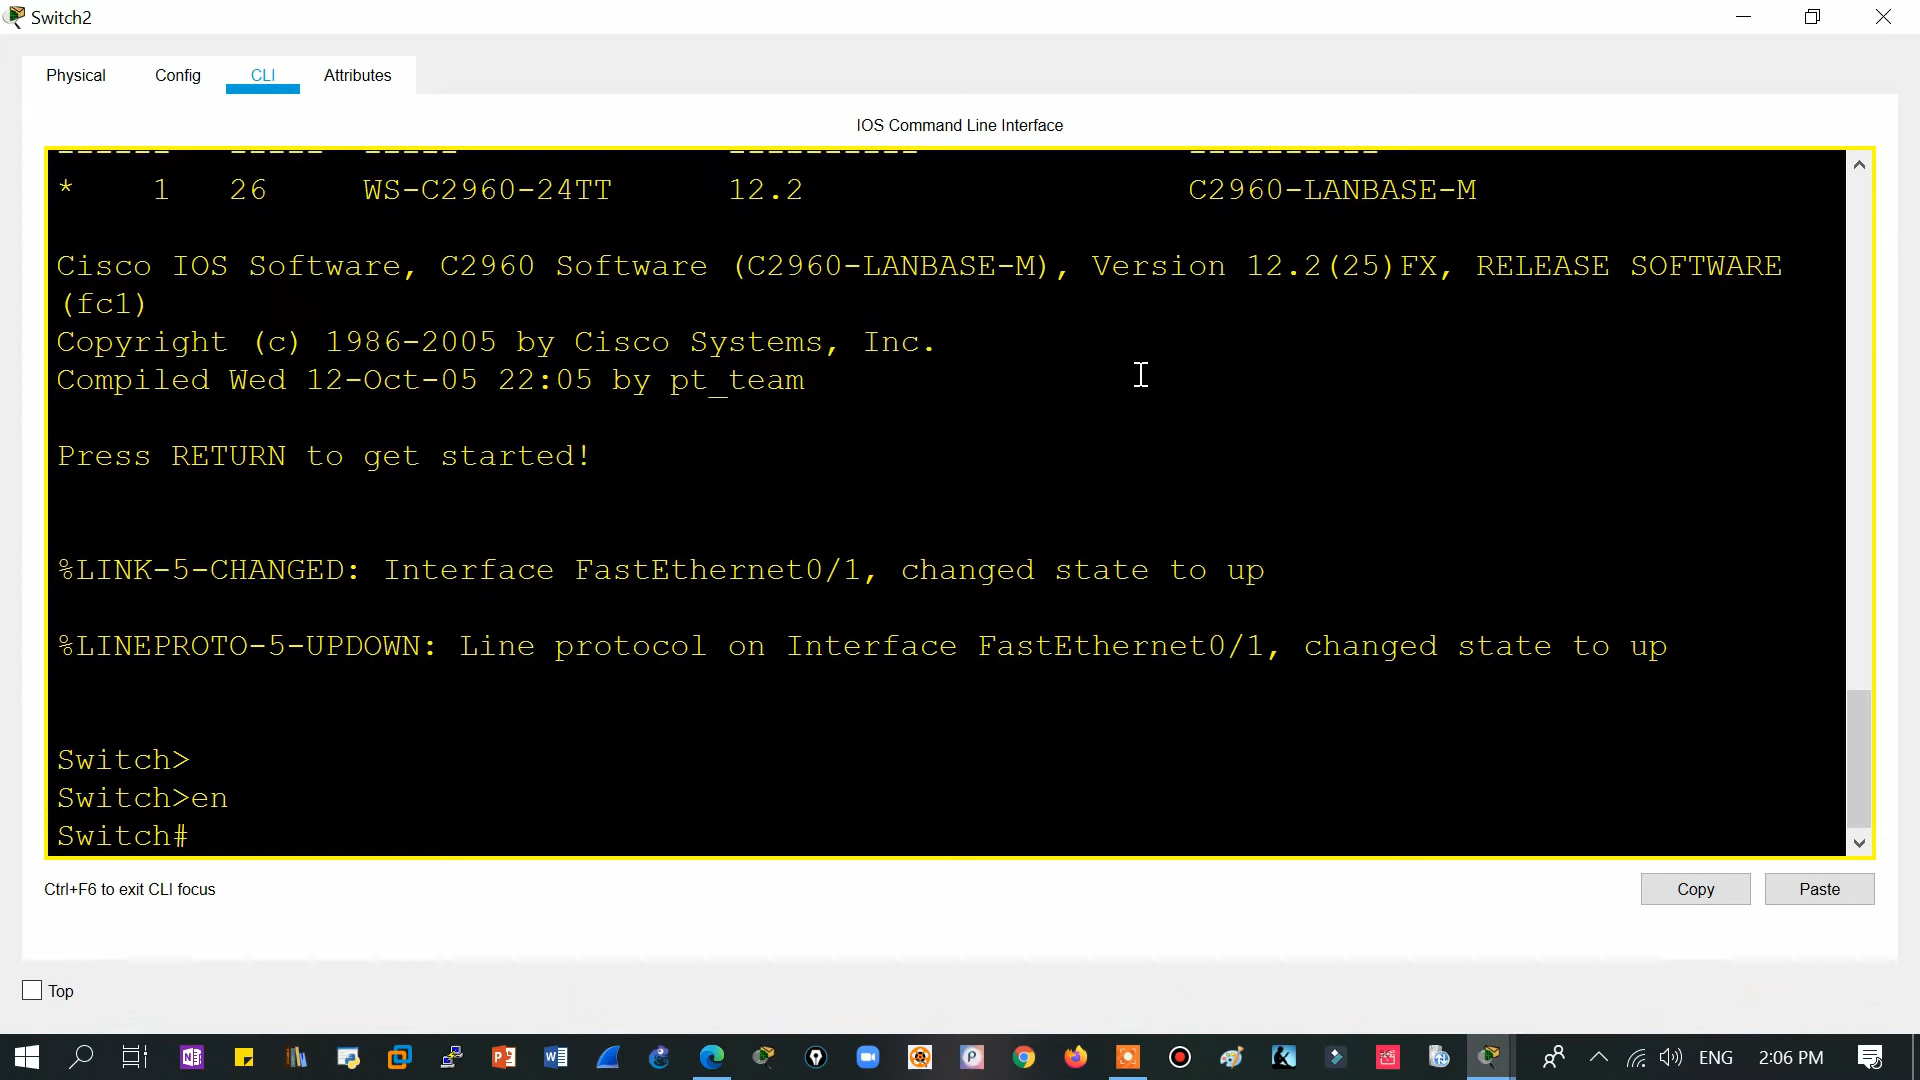 Switch2
Physical Config CLI Attributes
IOS Command Line Interface
* 1 26 WS-C2960-24TT 12.2 C2960-LANBASE-M
Cisco IOS Software, C2960 Software (C2960-LANBASE-M), Version 12.2(25)FX, RELEASE SOFTWARE
(fc1)
Copyright (c) 1986-2005 by Cisco Systems, Inc.
Compiled Wed 12-Oct-05 22:05 by pt_team
Press RETURN to get started!
%LINK-5-CHANGED: Interface FastEthernet0/1, changed state to up
%LINEPROTO-5-UPDOWN: Line protocol on Interface FastEthernet0/1, changed state to up
Switch>
Switch>en
Switch#
Ctrl+F6 to exit CLI focus
Copy Paste
Top
ENG 2:06 PM